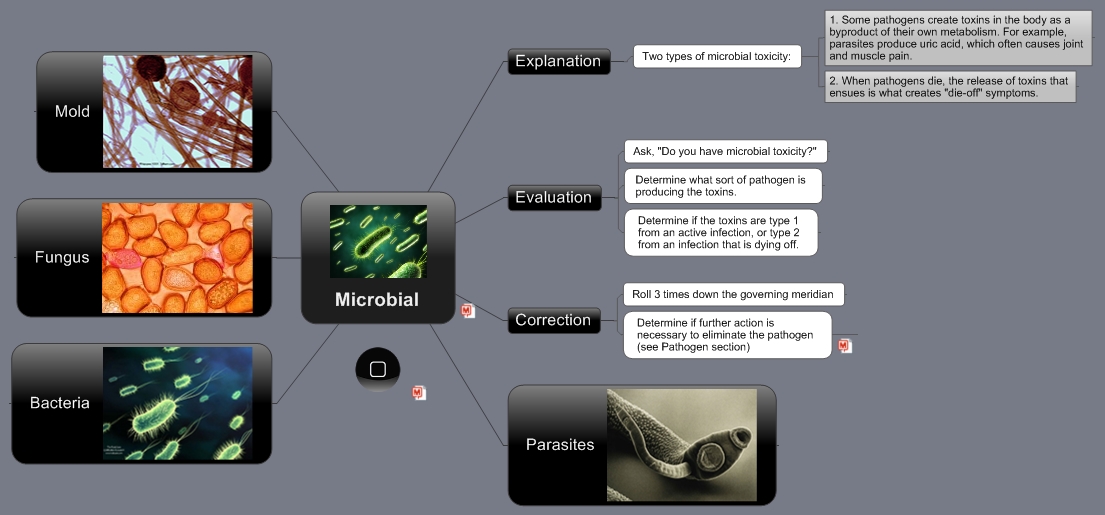 Mold
Fungus
Bacteria
Microbial
Explanation
Two types of microbial toxicity:
1. Some pathogens create toxins in the body as a
byproduct of their own metabolism. For example,
parasites produce uric acid, which often causes joint
and muscle pain.
2. When pathogens die, the release of toxins that
ensues is what creates "die-off" symptoms.
Evaluation
Ask, "Do you have microbial toxicity?"
Determine what sort of pathogen is
producing the toxins.
Determine if the toxins are type 1
from an active infection, or type 2
from an infection that is dying off.
Correction
Roll 3 times down the governing meridian
Determine if further action is
necessary to eliminate the pathogen
(see Pathogen section)
Parasites